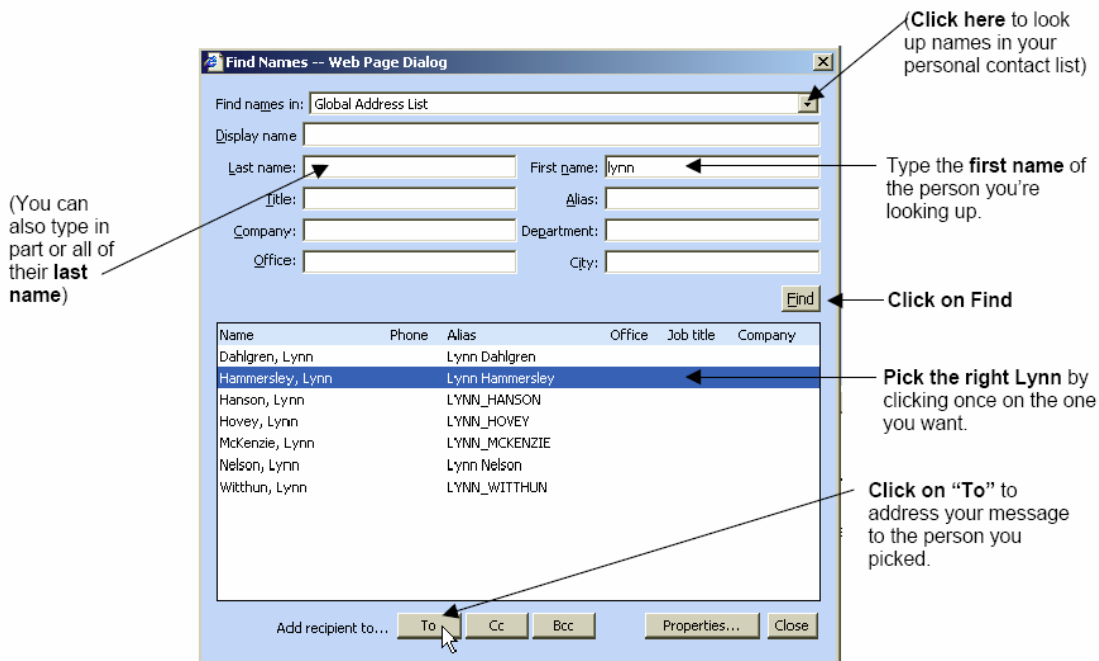 (Click here to look
up names in your
personal contact list)
Find Names -- Web Page Dialog
Find names in: Global Address List
Display name
Last name: First name: lynn
Title: Alias:
Company: Department:
Office: City:
Find
(You can
also type in
part or all of
their last
name)
Type the first name of
the person you're
looking up.
Click on Find
Name Phone Alias Office Job title Company
Dahlgren, Lynn Lynn Dahlgren
Hammersley, Lynn Lynn Hammersley
Hanson, Lynn LYNN_HANSON
Hovey, Lynn LYNN_HOVEY
McKenzie, Lynn LYNN_MCKENZIE
Nelson, Lynn Lynn Nelson
Witthun, Lynn LYNN_WITTHUN
Pick the right Lynn by
clicking once on the one
you want.
Click on “To” to
address your message
to the person you
picked.
Add recipient to... To Cc Bcc Properties... Close